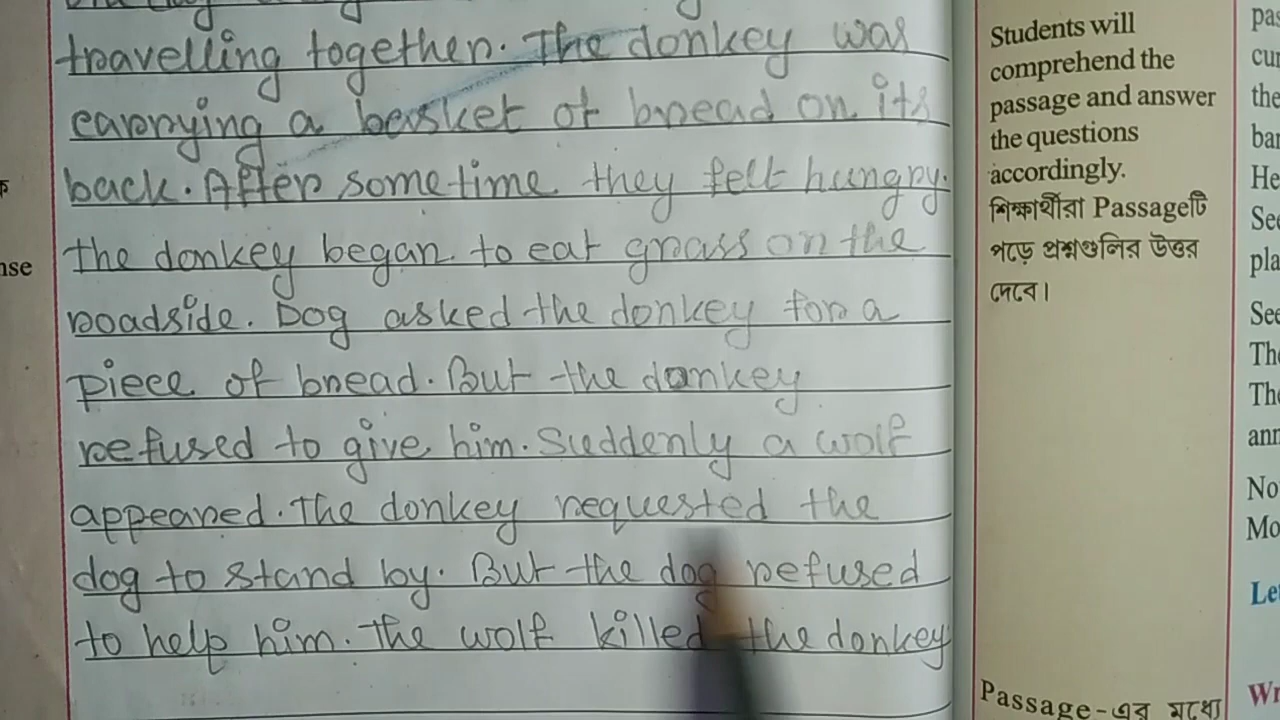 travelling together. The donkey was
carrying a basket of bread on its
back. After sometime they felt hungry.
the donkey began to eat grass on the
roadside. Dog asked the donkey for a
piece of bread. But the donkey
refused to give him. Suddenly a wolf
appeared. The donkey requested the
dog to stand by. But the dog refused
to help him. The wolf killed the donkey
Students will
comprehend the
passage and answer
the questions
accordingly.
শিক্ষার্থীরা Passageটি
পড়ে প্রশ্নগুলির উত্তর
দেবে।
Passage-এর মধ্যে